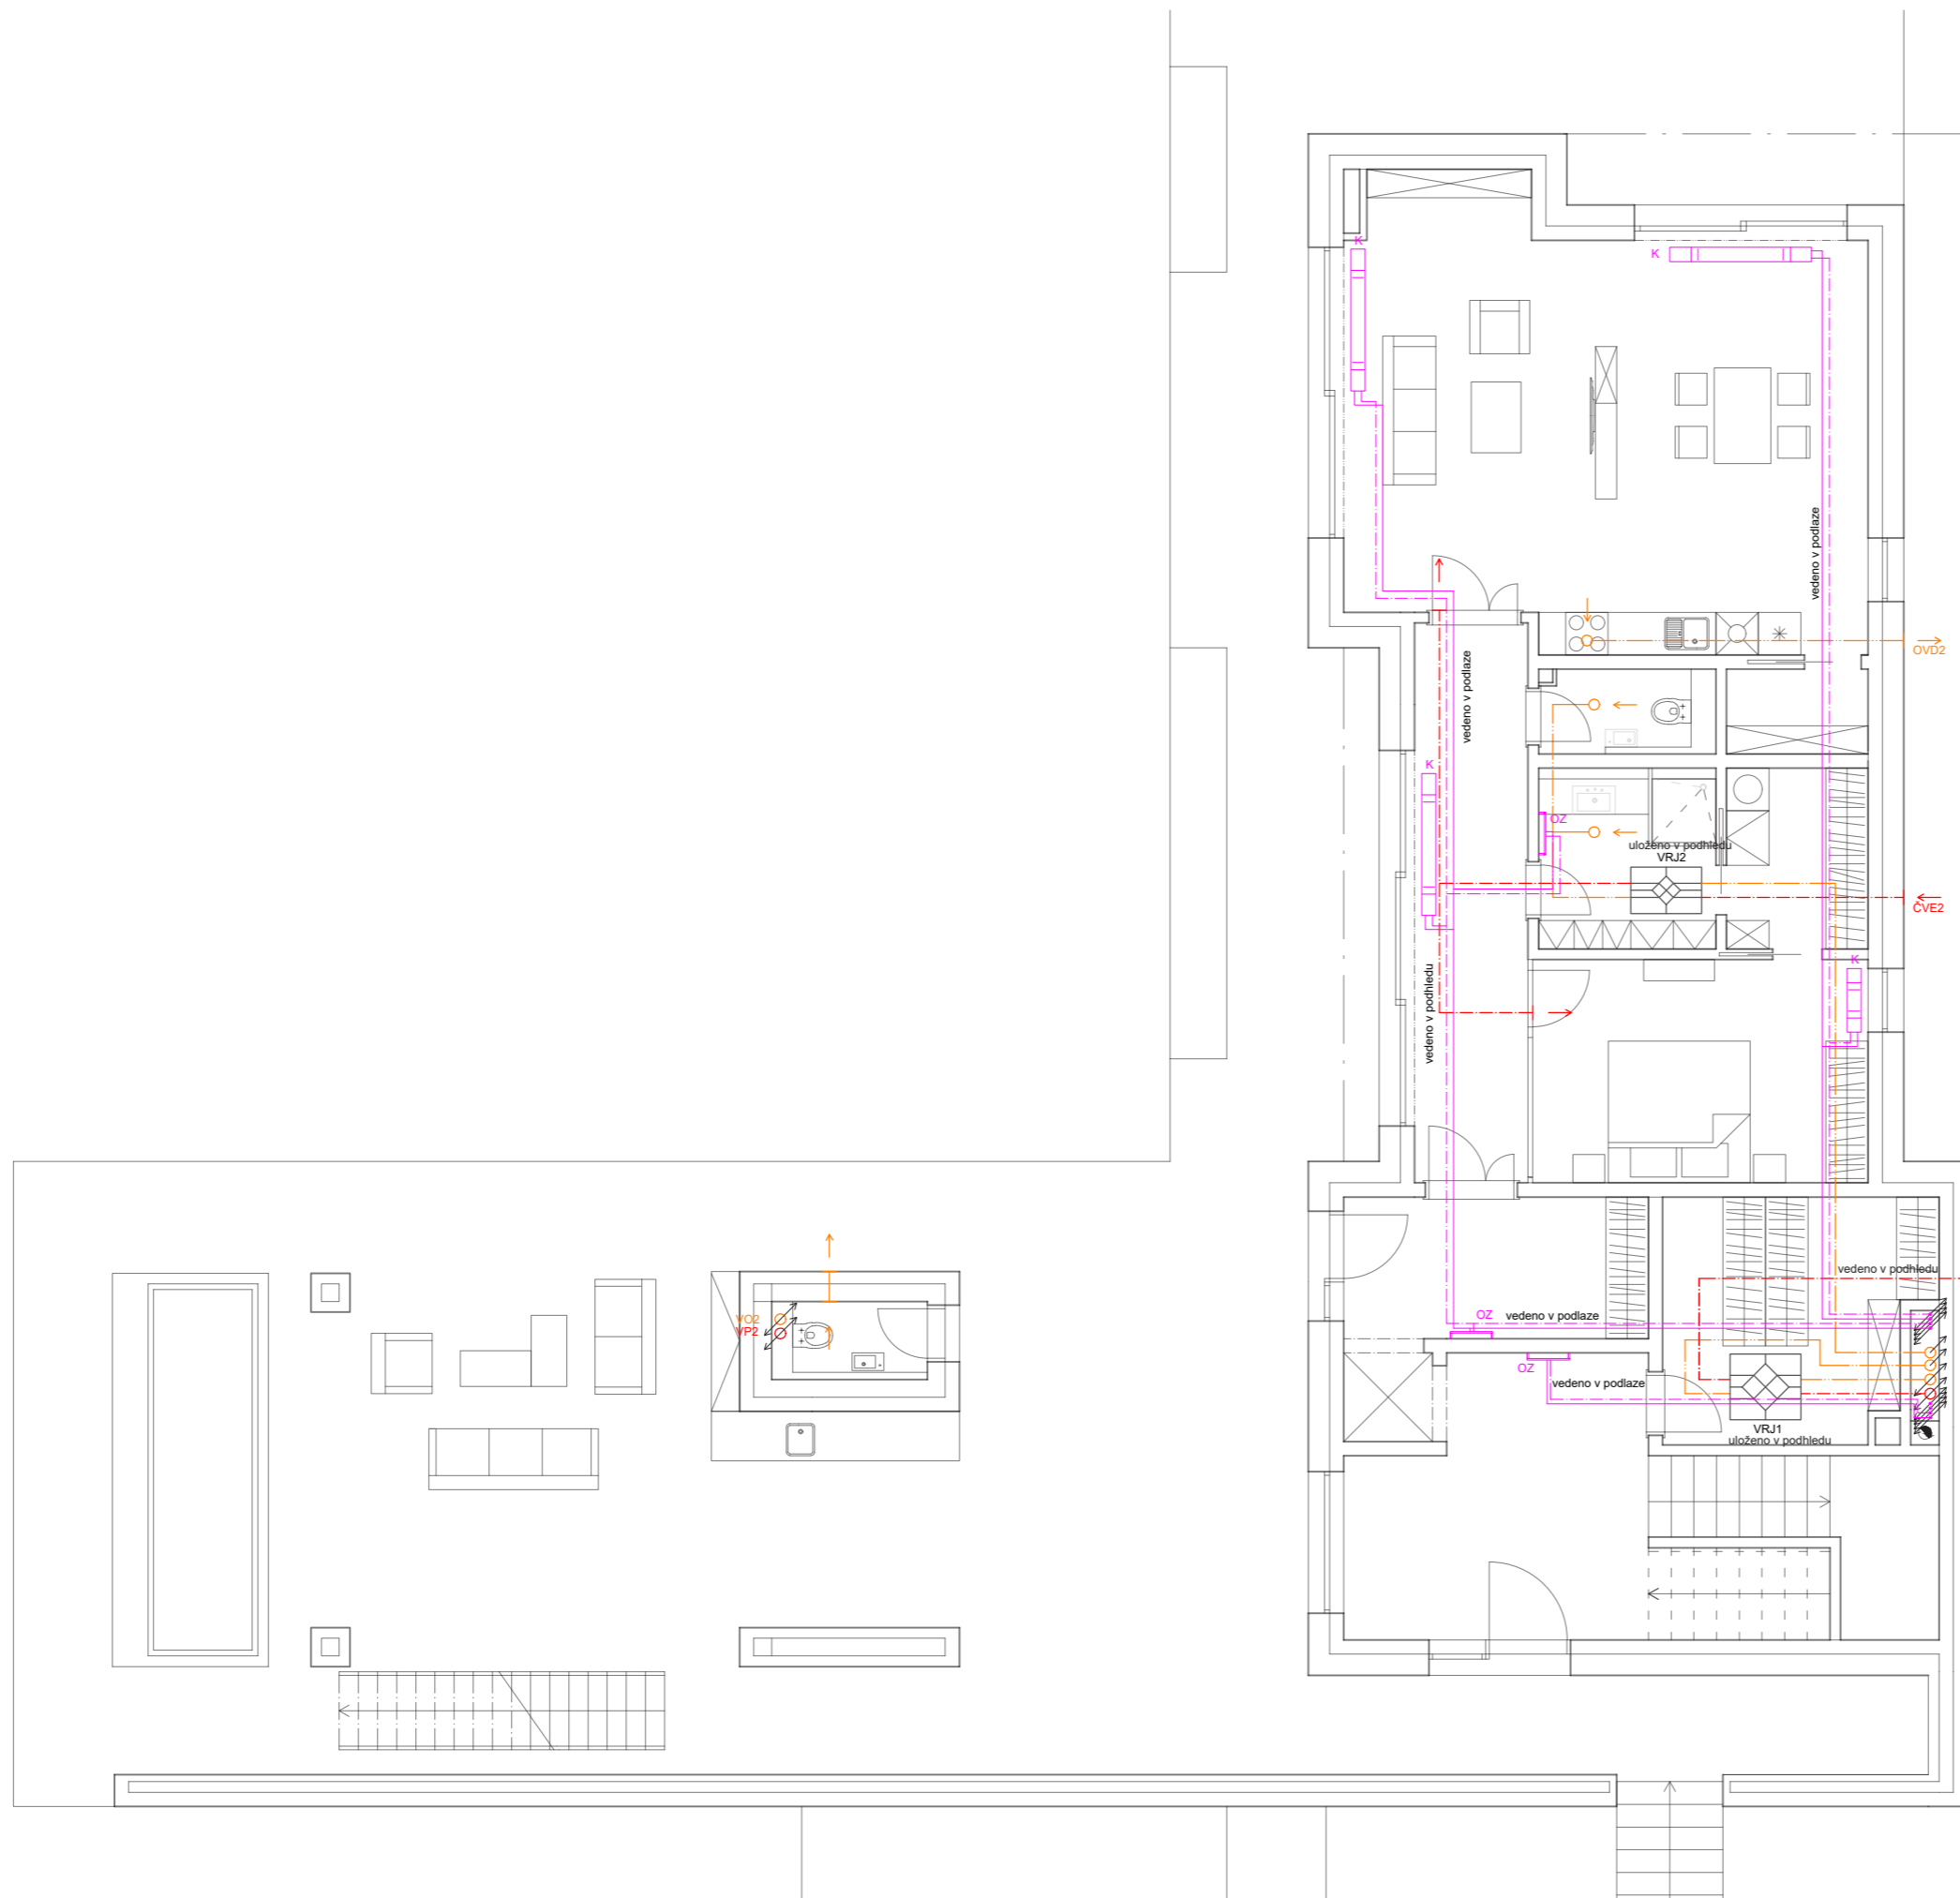 K
K
vedeno v podlaze
OVD2
vedeno v podlaze
K
OZ
uloženo v podhledu
VRJ2
ČVE2
K
vedeno v podhledu
VO2
VP2
vedeno v podhledu
OZ
vedeno v podlaze
OZ
vedeno v podlaze
VRJ1
uloženo v podhledu